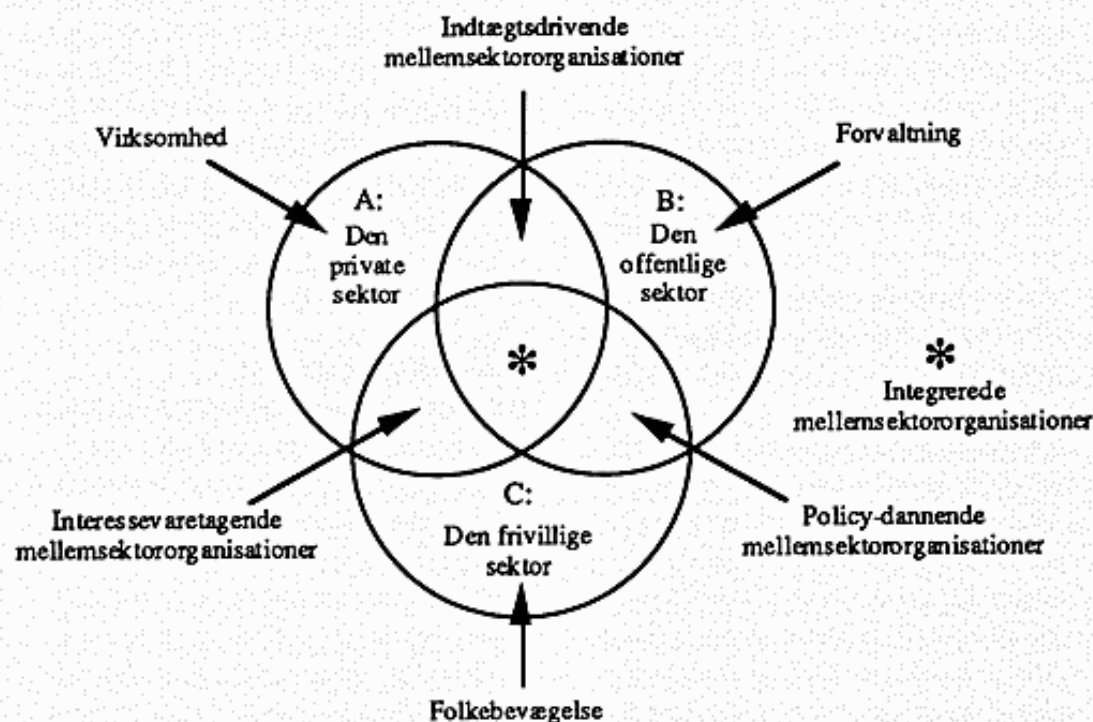 Indtægtsdrivende
mellemsektororganisationer
Virksomhed
Forvaltning
A:
Den
private
sektor
B:
Den
offentlige
sektor
*
*
Integrerede
mellemsektororganisationer
C:
Den frivillige
sektor
Interessevaretagende
mellemsektororganisationer
Policy-dannende
mellemsektororganisationer
Folkebevægelse